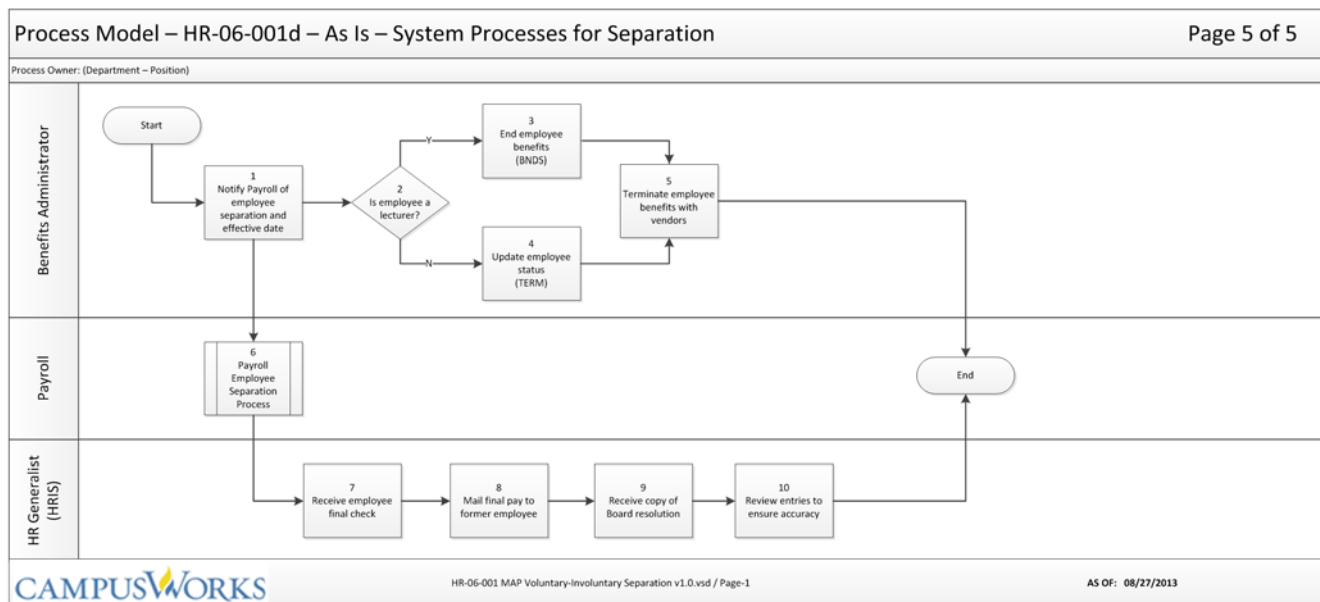 Process Model – HR-06-001d – As Is – System Processes for Separation
Page 5 of 5
Process Owner: (Department – Position)
Benefits Administrator
Start
1
Notify Payroll of
employee
separation and
effective date
2
Is employee a
lecturer?
Y
N
3
End employee
benefits
(BNDS)
4
Update employee
status
(TERM)
5
Terminate employee
benefits with
vendors
Payroll
6
Payroll
Employee
Separation
Process
End
HR Generalist
(HRIS)
7
Receive employee
final check
8
Mail final pay to
former employee
9
Receive copy of
Board resolution
10
Review entries to
ensure accuracy
CAMPUSWORKS
HR-06-001 MAP Voluntary-Involuntary Separation v1.0.vsd / Page-1
AS OF: 08/27/2013